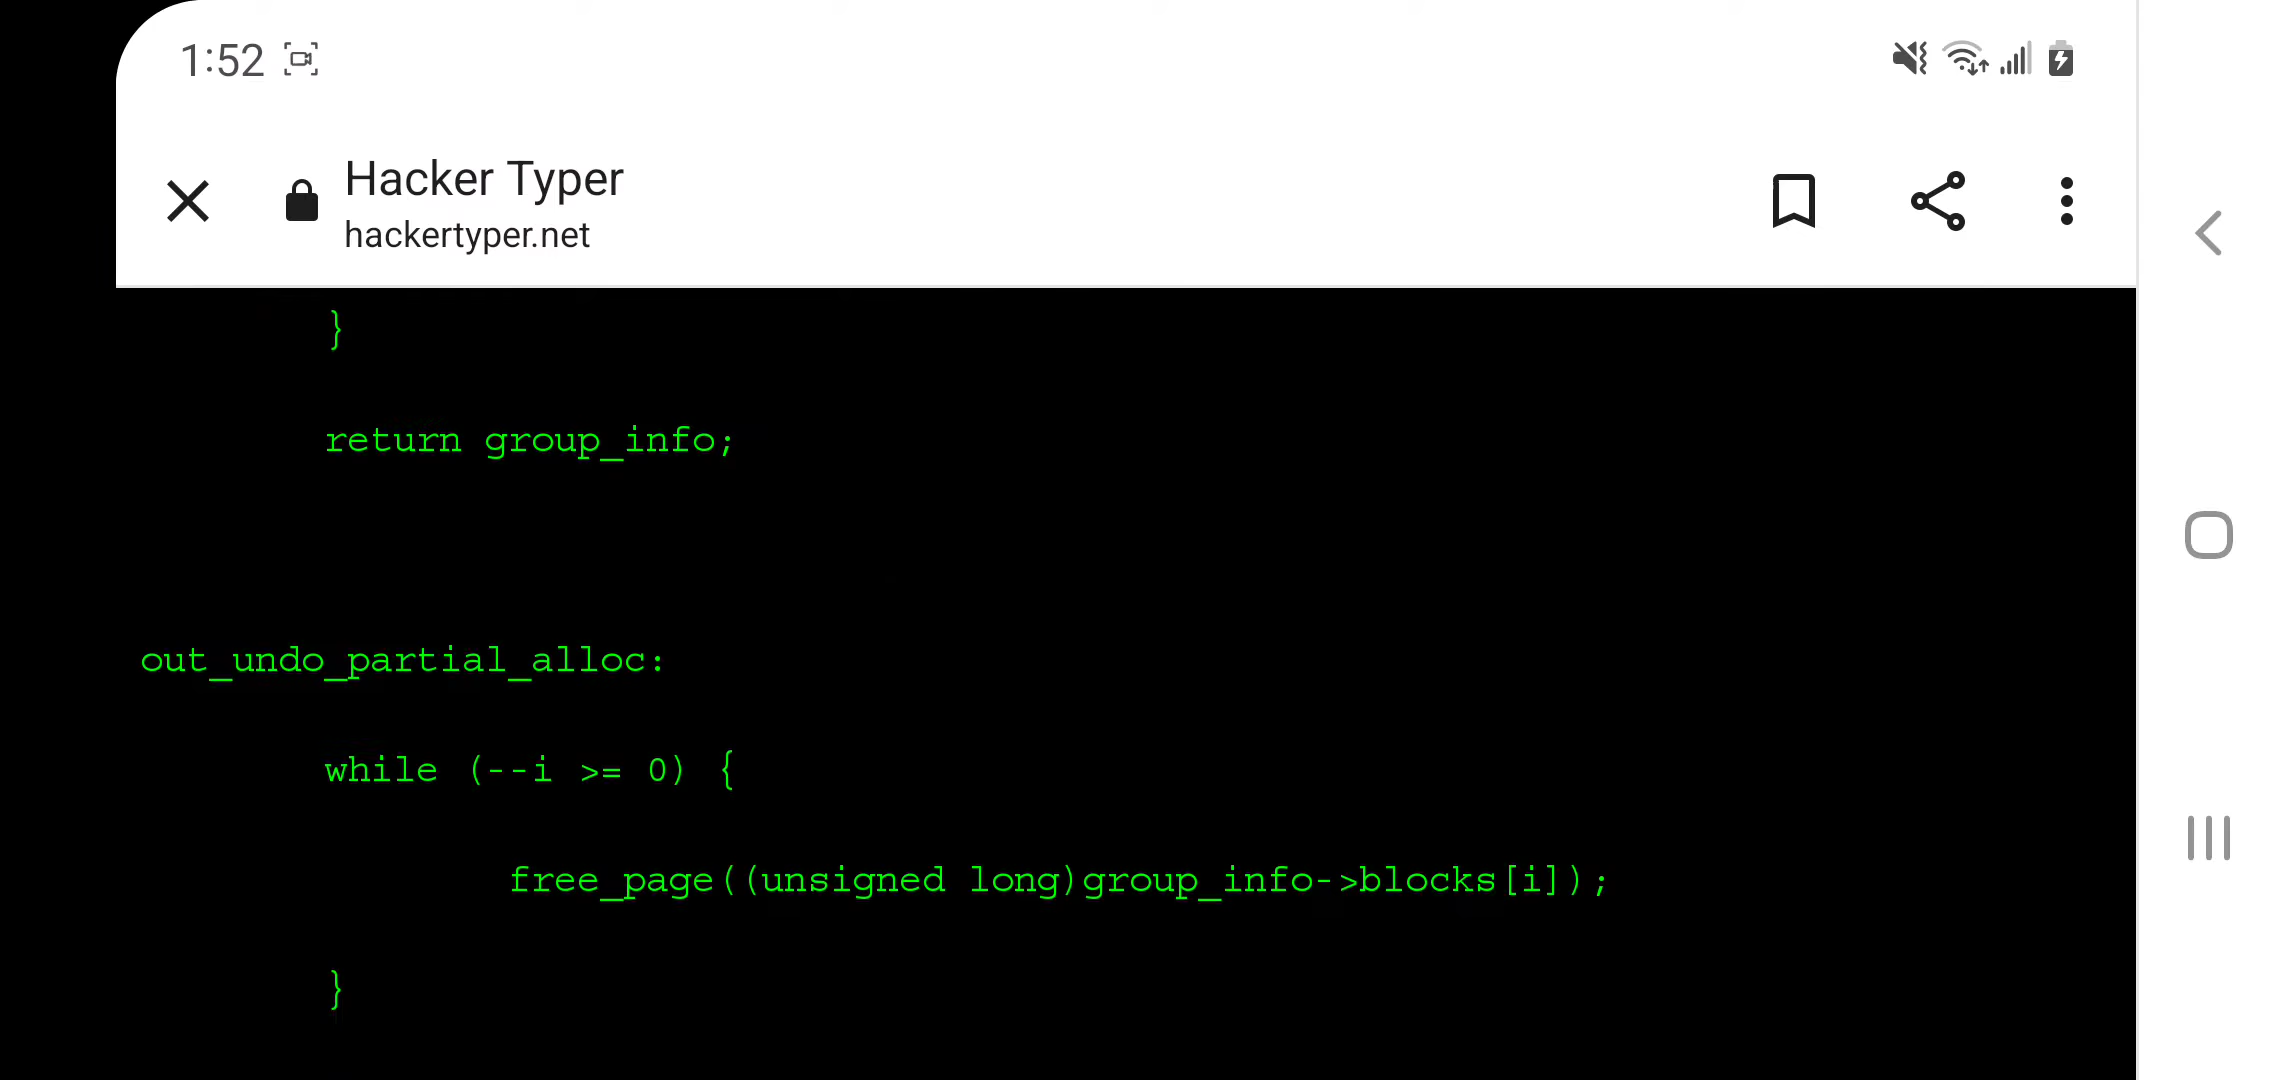 1:52
Hacker Typer
hackertyper.net
}
return group_info;
out_undo_partial_alloc:
while (--i >= 0) {
free_page((unsigned long)group_info->blocks[i]);
}